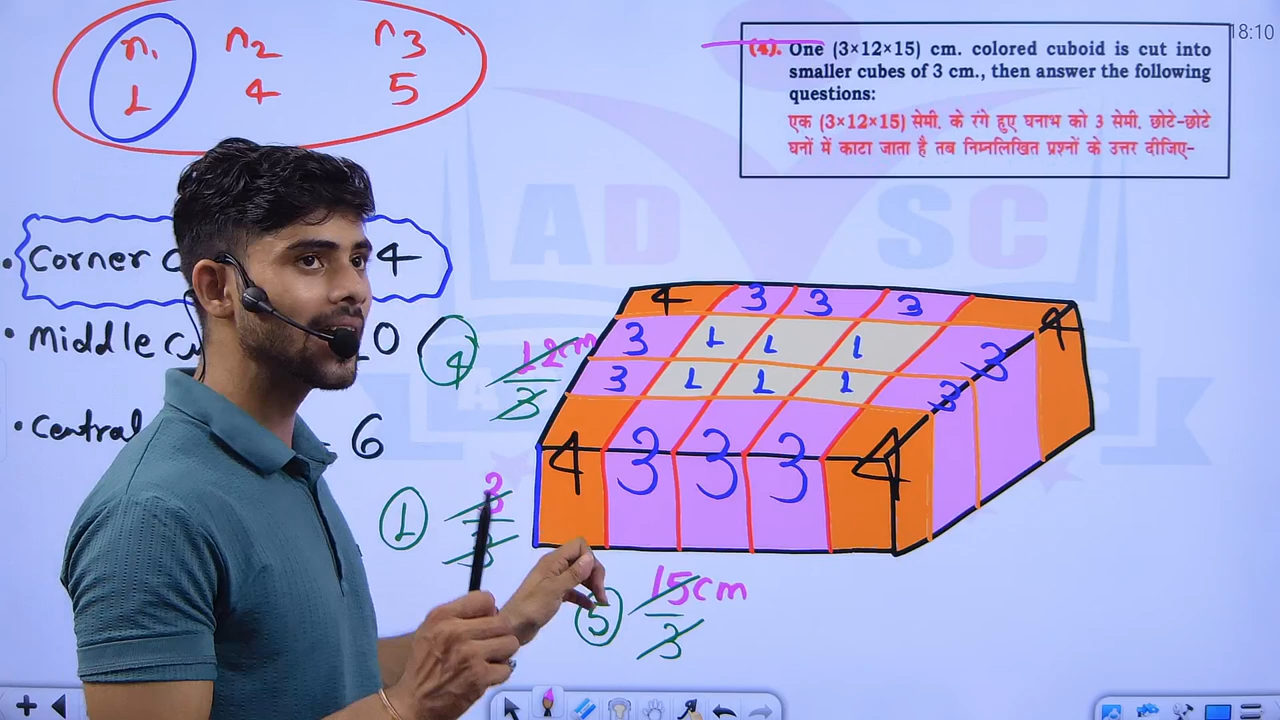 n1 n2 n3
1 4 5
18:10
(4). One (3×12×15) cm. colored cuboid is cut into
smaller cubes of 3 cm., then answer the following
questions:
एक (3×12×15) सेमी. के रंगे हुए घनाभ को 3 सेमी. छोटे-छोटे
घनों में काटा जाता है तब निम्नलिखित प्रश्नों के उत्तर दीजिए-
ADSC
• Corner 4
• Middle
• Central 6
4 12cm
3
1 3
3
5 15cm
3
4 3 3 3 4
3 1 1 1 3
3 1 1 1 3
4 3 3 3 4